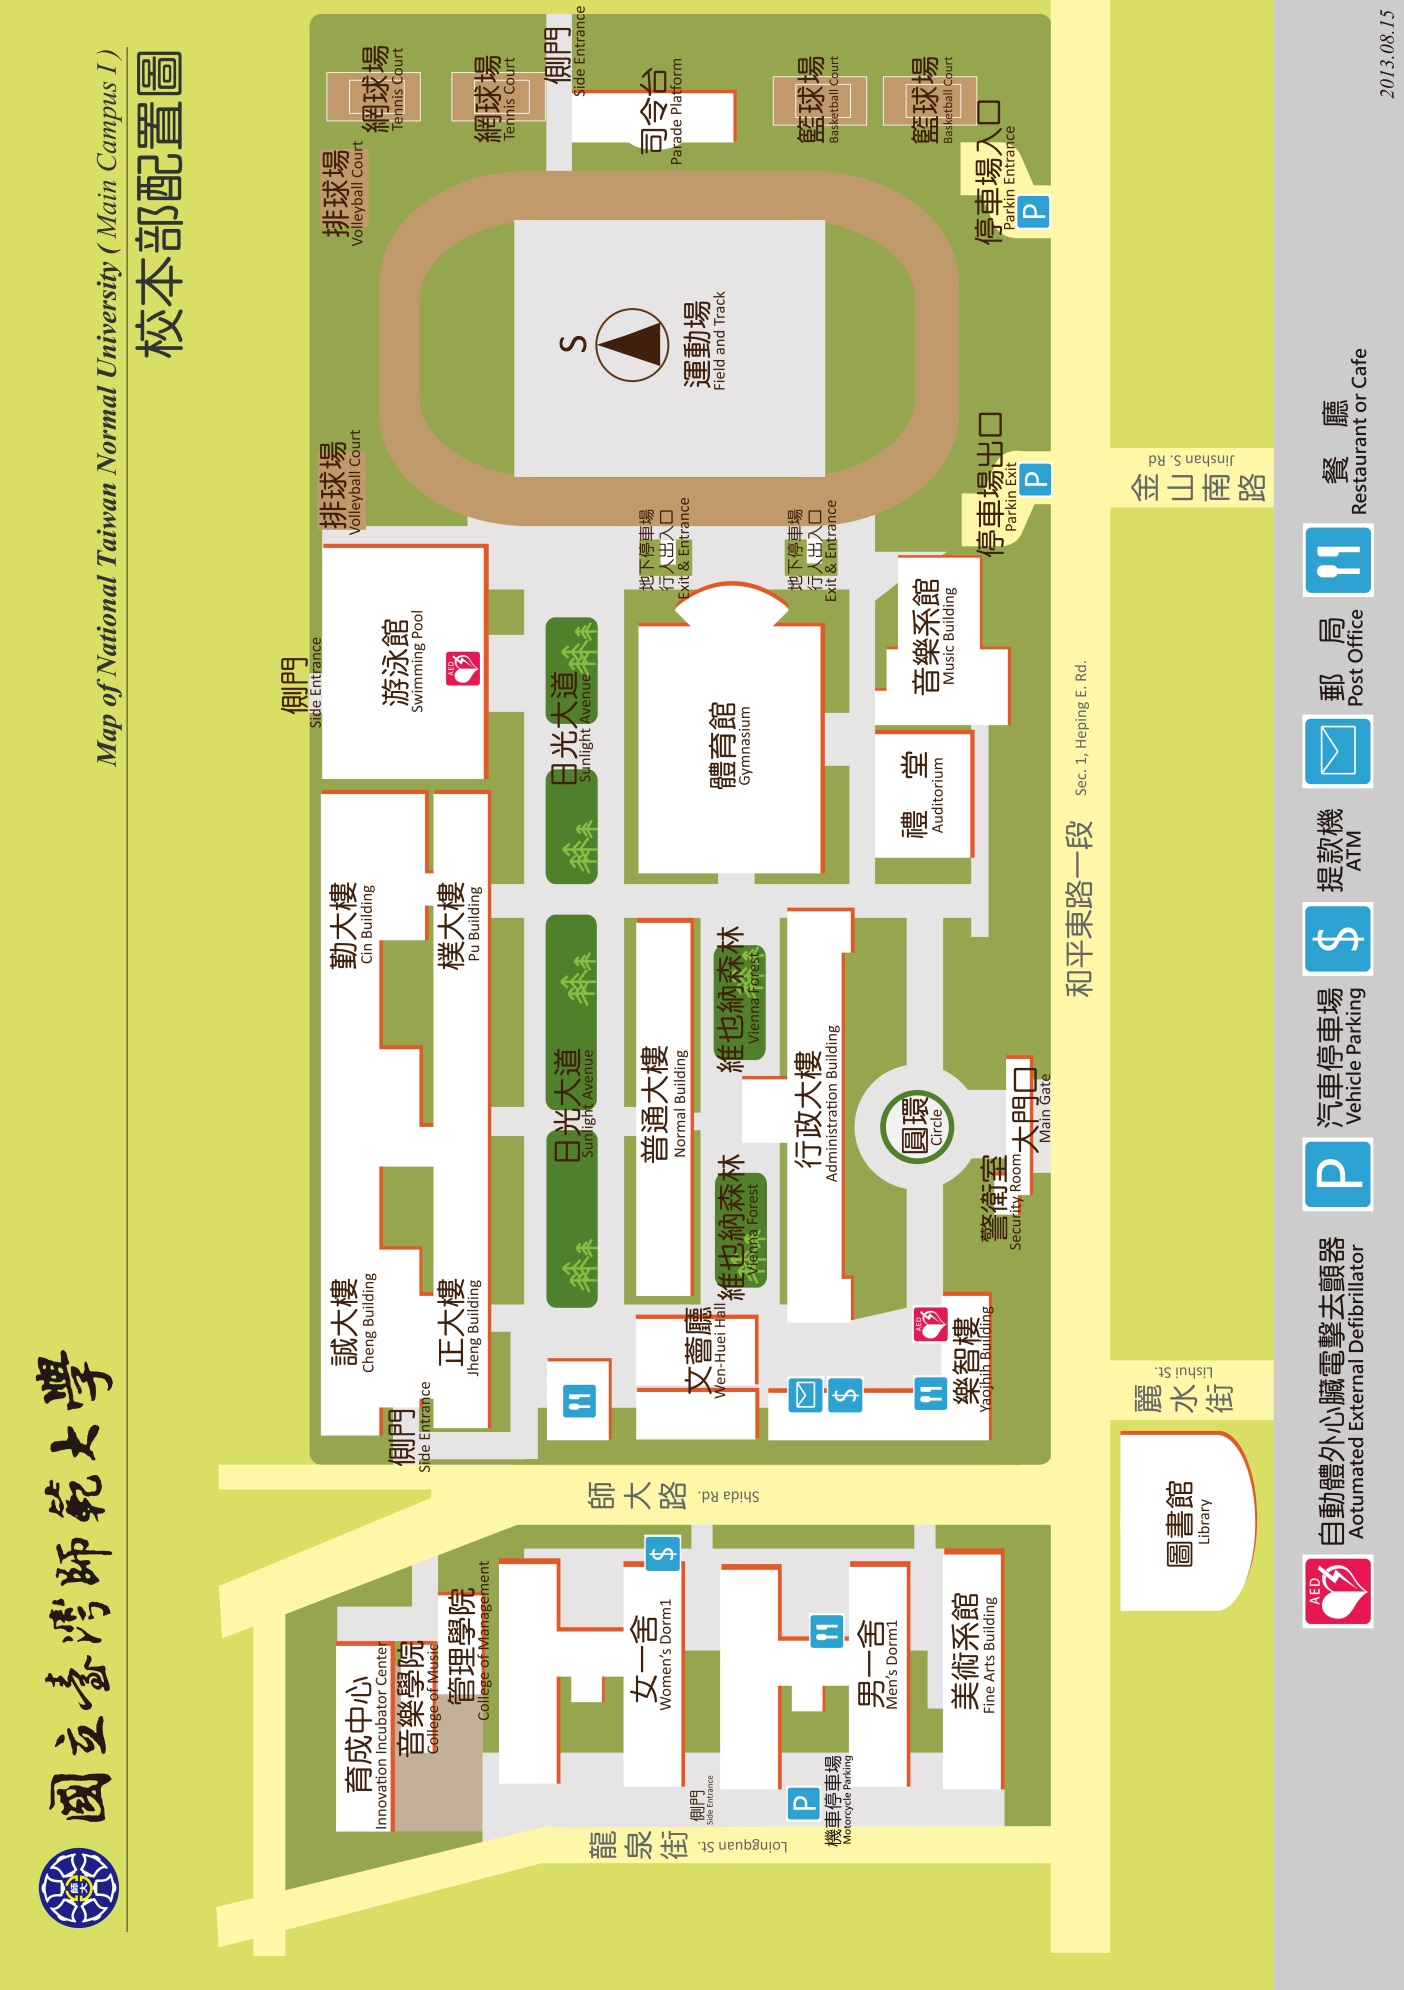 國立臺灣師範大學
Map of National Taiwan Normal University ( Main Campus I )
校本部配置圖
側門
Side Entrance
誠大樓
Cheng Building
正大樓
Jheng Building
勤大樓
Cin Building
樸大樓
Pu Building
側門
Side Entrance
游泳館
Swimming Pool
AED
排球場
Volleyball Court
排球場
Volleyball Court
網球場
Tennis Court
網球場
Tennis Court
側門
Side Entrance
司令台
Parade Platform
籃球場
Basketball Court
籃球場
Basketball Court
停車場入口
Parkin Entrance
P
S
運動場
Field and Track
停車場出口
Parkin Exit
P
地下停車場
行人出入口
Exit & Entrance
地下停車場
行人出入口
Exit & Entrance
日光大道
Sunlight Avenue
日光大道
Sunlight Avenue
體育館
Gymnasium
音樂系館
Music Building
禮 堂
Auditorium
普通大樓
Normal Building
維也納森林
Vienna Forest
維也納森林
Vienna Forest
行政大樓
Administration Building
圓環
Circle
大門口
Main Gate
警衛室
Security Room
文薈廳
Wen-Huei Hall
$
AED
樂智樓
Yaojhih Building
和平東路一段 Sec. 1, Heping E. Rd.
金山南路
Jinshan S. Rd
麗水街
Lishui St.
師大路 Shida Rd.
龍泉街 Loingquan St.
育成中心
Innovation Incubator Center
音樂學院
College of Music
管理學院
College of Management
女一舍
Women's Dorm1
$
側門
Side Entrance
P
機車停車場
Motorcycle Parking
男一舍
Men's Dorm1
美術系館
Fine Arts Building
圖書館
Library
AED
自動體外心臟電擊去顫器
Aotumated External Defibrillator
P
汽車停車場
Vehicle Parking
$
提款機
ATM
郵 局
Post Office
餐 廳
Restaurant or Cafe
2013.08.15